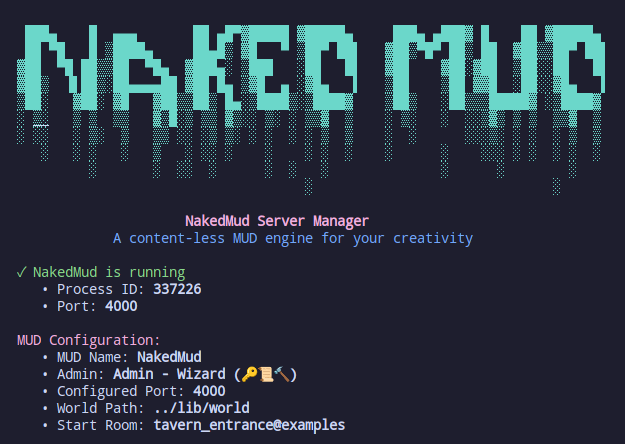 NAKED MUD
NakedMud Server Manager
A content-less MUD engine for your creativity
✓ NakedMud is running
• Process ID: 337226
• Port: 4000
MUD Configuration:
• MUD Name: NakedMud
• Admin: Admin - Wizard (🔑📜🔨)
• Configured Port: 4000
• World Path: ../lib/world
• Start Room: tavern_entrance@examples